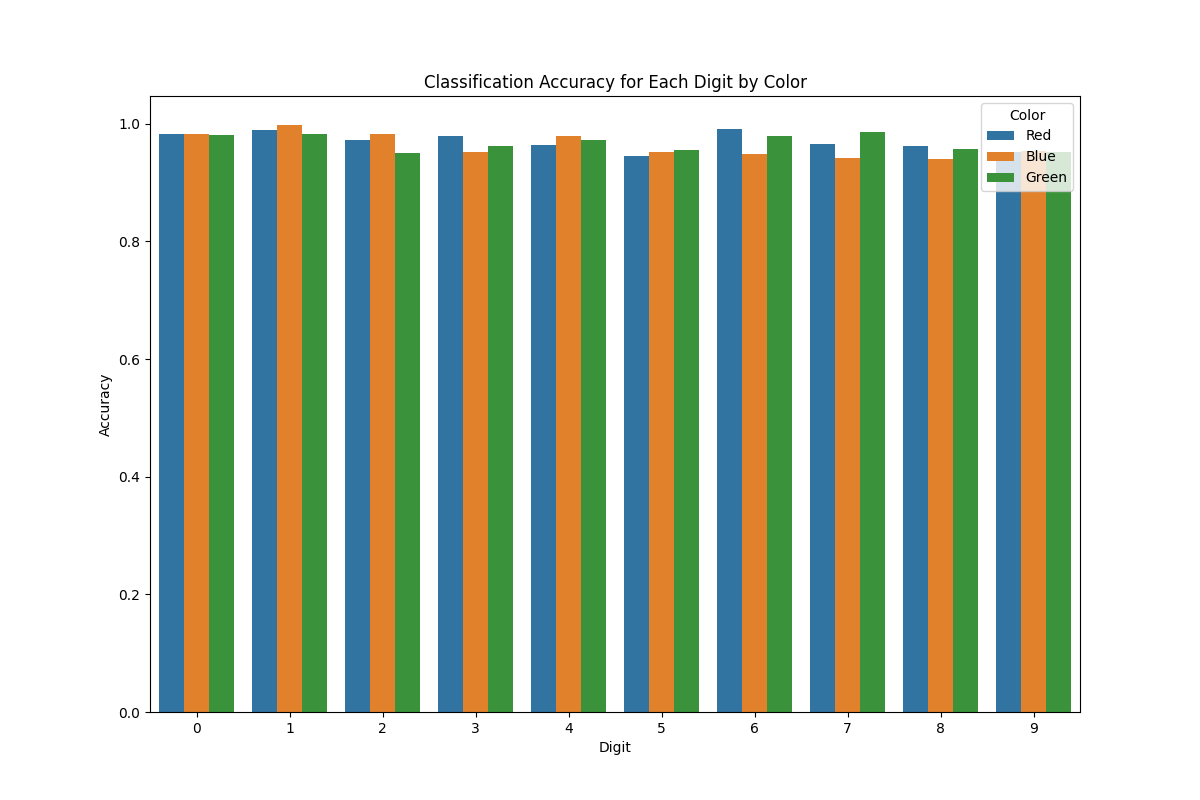 Classification Accuracy for Each Digit by Color
Color
Red
Blue
Green
1.0
0.8
0.6
0.4
0.2
0.0
Accuracy
0 1 2 3 4 5 6 7 8 9
Digit